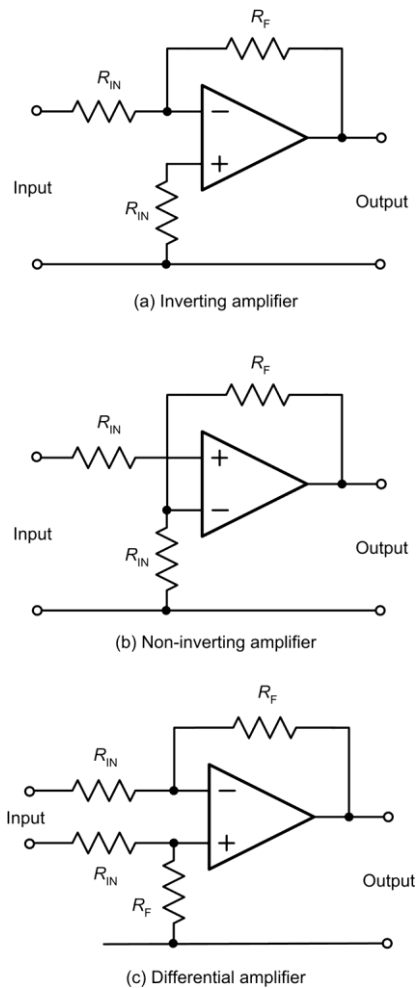 R_F
R_IN
−
+
Input
R_IN
Output
(a) Inverting amplifier
R_F
R_IN
+
−
Input
R_IN
Output
(b) Non-inverting amplifier
R_F
R_IN
−
Input
+
R_IN
R_F
Output
(c) Differential amplifier